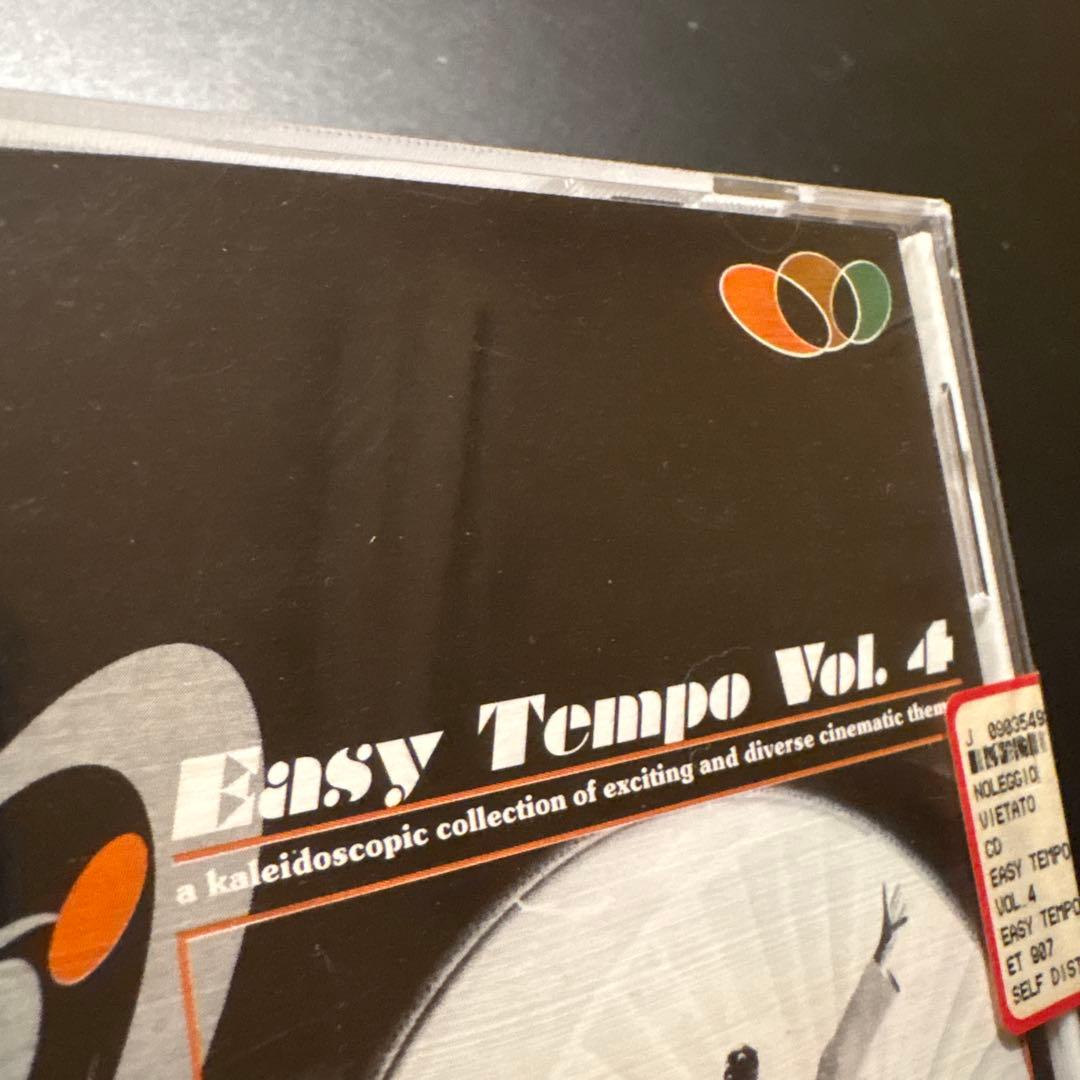 Easy Tempo Vol. 4
a kaleidoscopic collection of exciting and diverse cinematic them
J 0903549
NOLEGGIO
VIETATO
CD
EASY TEMPO
VOL.4
EASY TEMPO
ET 907
SELF DIST